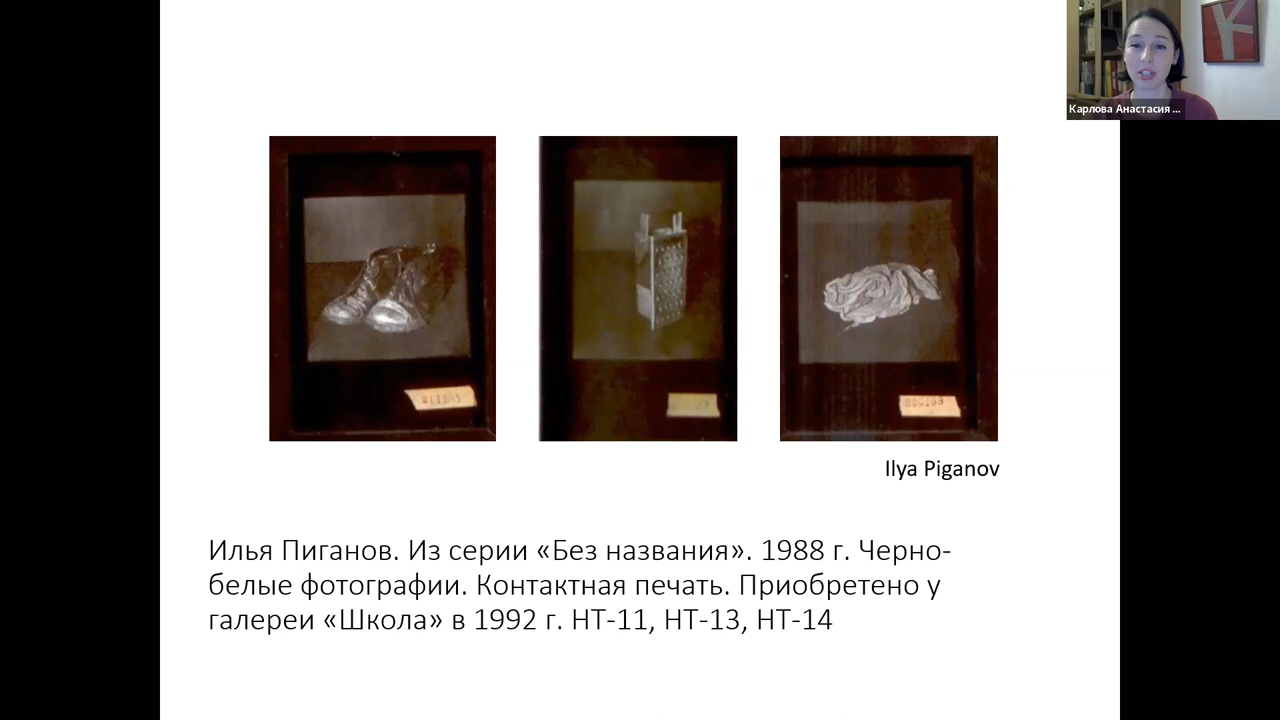 Карлова Анастасия ...
Ilya Piganov
Илья Пиганов. Из серии «Без названия». 1988 г. Черно-
белые фотографии. Контактная печать. Приобретено у
галереи «Школа» в 1992 г. НТ-11, НТ-13, НТ-14